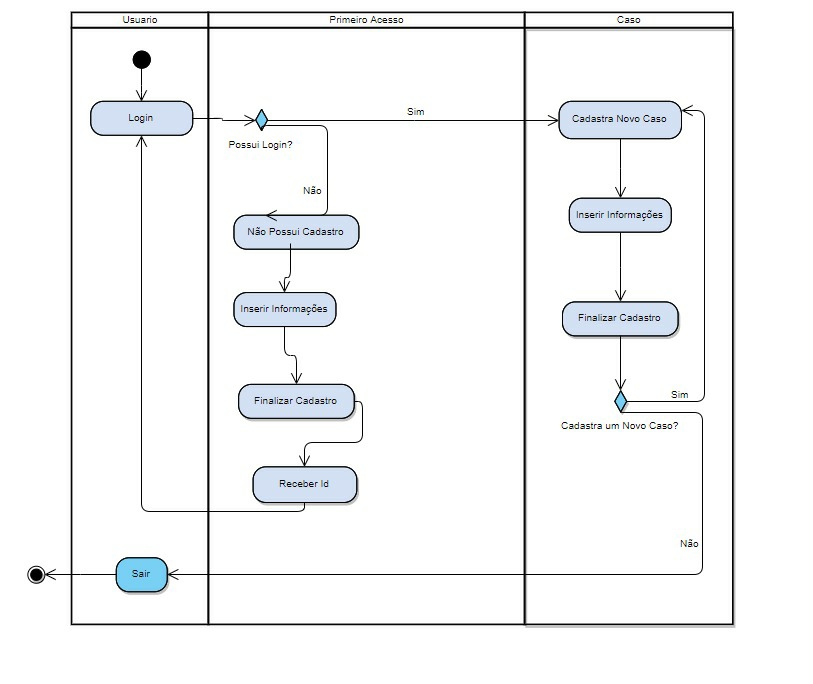 Usuario
Primeiro Acesso
Caso
Login
Possui Login?
Sim
Não
Não Possui Cadastro
Inserir Informações
Finalizar Cadastro
Receber Id
Cadastra Novo Caso
Inserir Informações
Finalizar Cadastro
Sim
Cadastra um Novo Caso?
Não
Sair